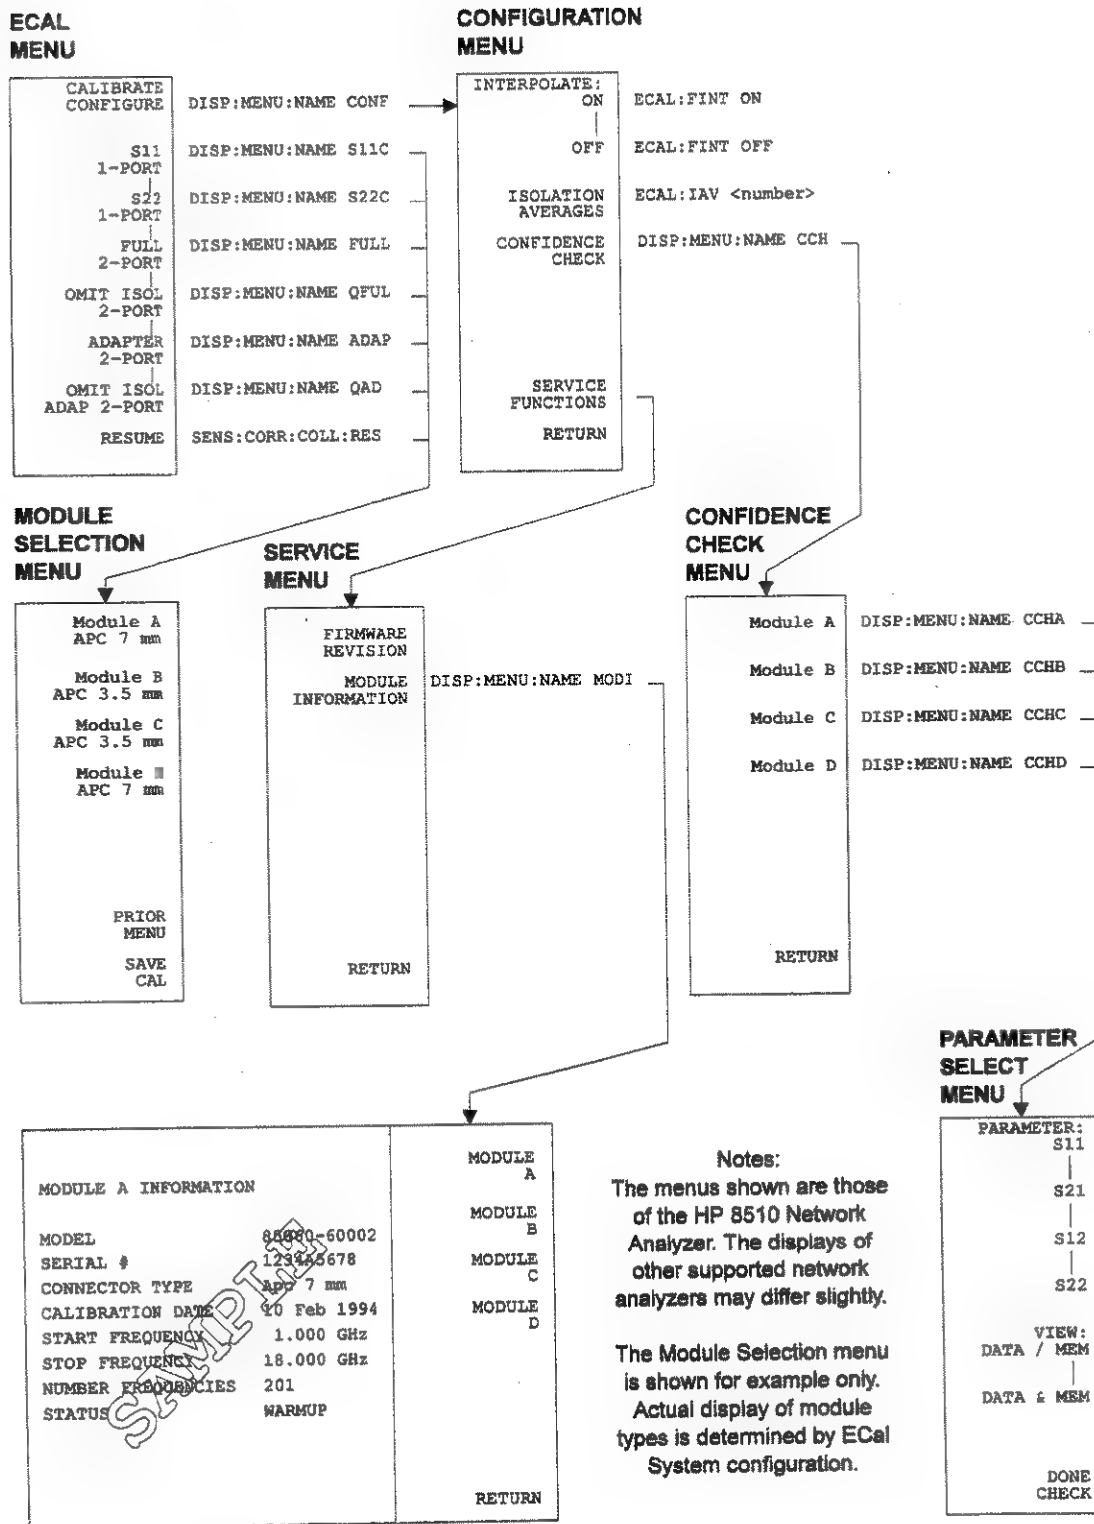 ECAL
MENU
CALIBRATE
CONFIGURE
DISP:MENU:NAME CONF
S11
1-PORT
DISP:MENU:NAME S11C
S22
1-PORT
DISP:MENU:NAME S22C
FULL
2-PORT
DISP:MENU:NAME FULL
OMIT ISOL
2-PORT
DISP:MENU:NAME QFUL
ADAPTER
2-PORT
DISP:MENU:NAME ADAP
OMIT ISOL
ADAP 2-PORT
DISP:MENU:NAME QAD
RESUME
SENS:CORR:COLL:RES
CONFIGURATION
MENU
INTERPOLATE:
ON
ECAL:FINT ON
OFF
ECAL:FINT OFF
ISOLATION
AVERAGES
ECAL:IAV <number>
CONFIDENCE
CHECK
DISP:MENU:NAME CCH
SERVICE
FUNCTIONS
RETURN
MODULE
SELECTION
MENU
Module A
APC 7 mm
Module B
APC 3.5 mm
Module C
APC 3.5 mm
Module
APC 7 mm
PRIOR
MENU
SAVE
CAL
SERVICE
MENU
FIRMWARE
REVISION
MODULE
INFORMATION
DISP:MENU:NAME MODI
RETURN
CONFIDENCE
CHECK
MENU
Module A
DISP:MENU:NAME CCHA
Module B
DISP:MENU:NAME CCHB
Module C
DISP:MENU:NAME CCHC
Module D
DISP:MENU:NAME CCHD
RETURN
MODULE A INFORMATION
MODEL 85060-60002
SERIAL # 1234A5678
CONNECTOR TYPE Apc 7 mm
CALIBRATION DATE 10 Feb 1994
START FREQUENCY 1.000 GHz
STOP FREQUENCY 18.000 GHz
NUMBER FREQUENCIES 201
STATUS WARMUP
SAMPLE
MODULE
A
MODULE
B
MODULE
C
MODULE
D
RETURN
Notes:
The menus shown are those
of the HP 8510 Network
Analyzer. The displays of
other supported network
analyzers may differ slightly.
The Module Selection menu
is shown for example only.
Actual display of module
types is determined by ECal
System configuration.
PARAMETER
SELECT
MENU
PARAMETER:
S11
S21
S12
S22
VIEW:
DATA / MEM
DATA & MEM
DONE
CHECK